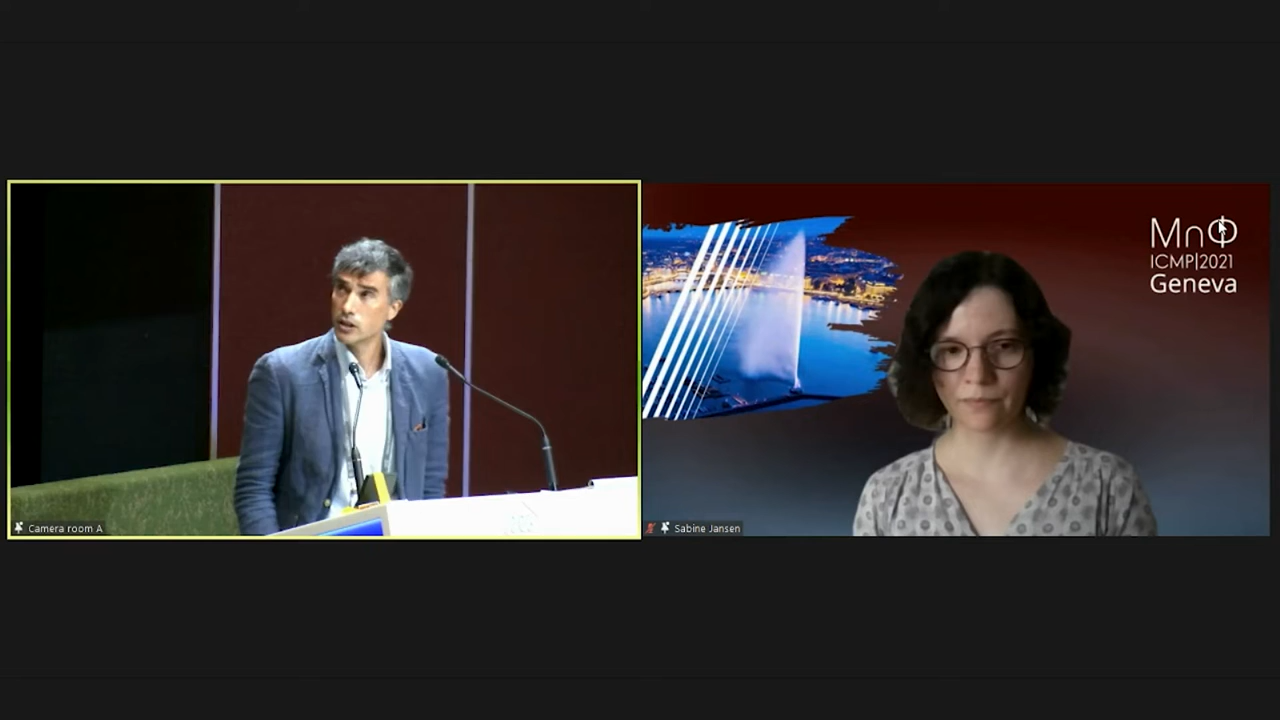 MnΦ
ICMP|2021
Geneva
Camera room A
Sabine Jansen